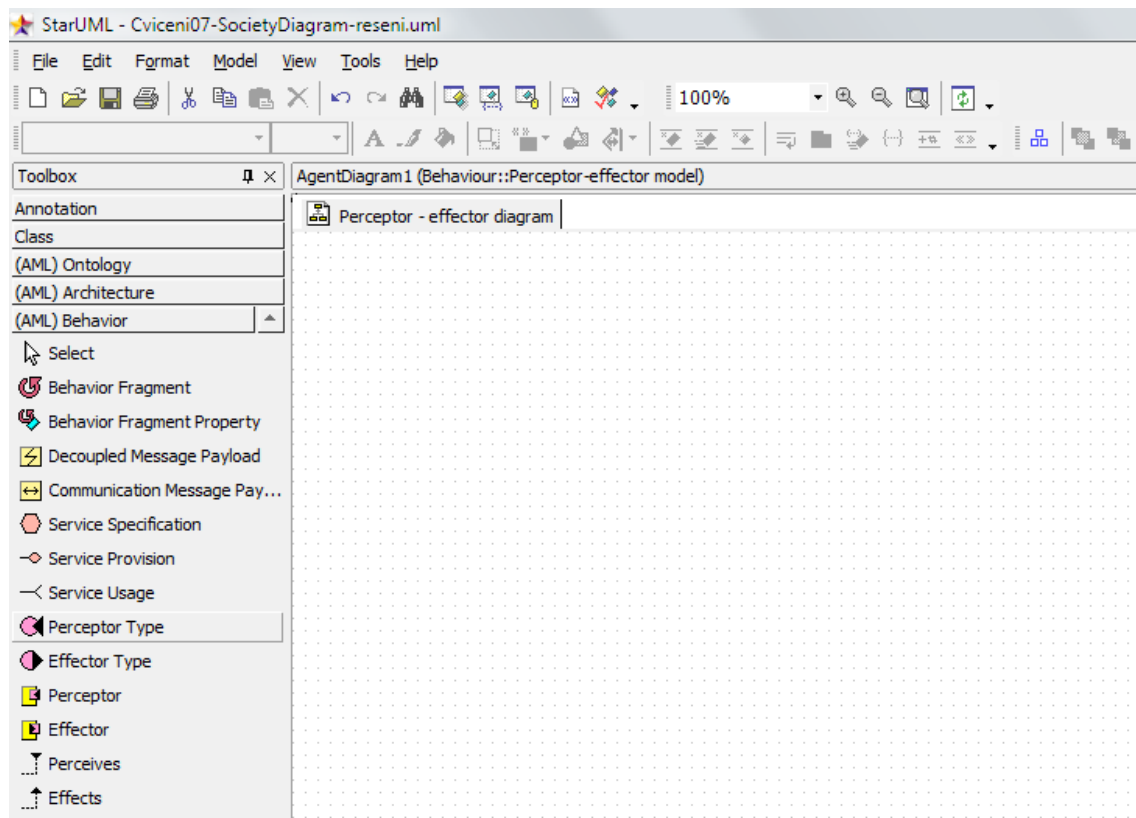 StarUML - Cviceni07-SocietyDiagram-reseni.uml
File Edit Format Model View Tools Help
100%
Toolbox
AgentDiagram1 (Behaviour::Perceptor-effector model)
Annotation
Perceptor - effector diagram
Class
(AML) Ontology
(AML) Architecture
(AML) Behavior
Select
Behavior Fragment
Behavior Fragment Property
Decoupled Message Payload
Communication Message Pay...
Service Specification
Service Provision
Service Usage
Perceptor Type
Effector Type
Perceptor
Effector
Perceives
Effects